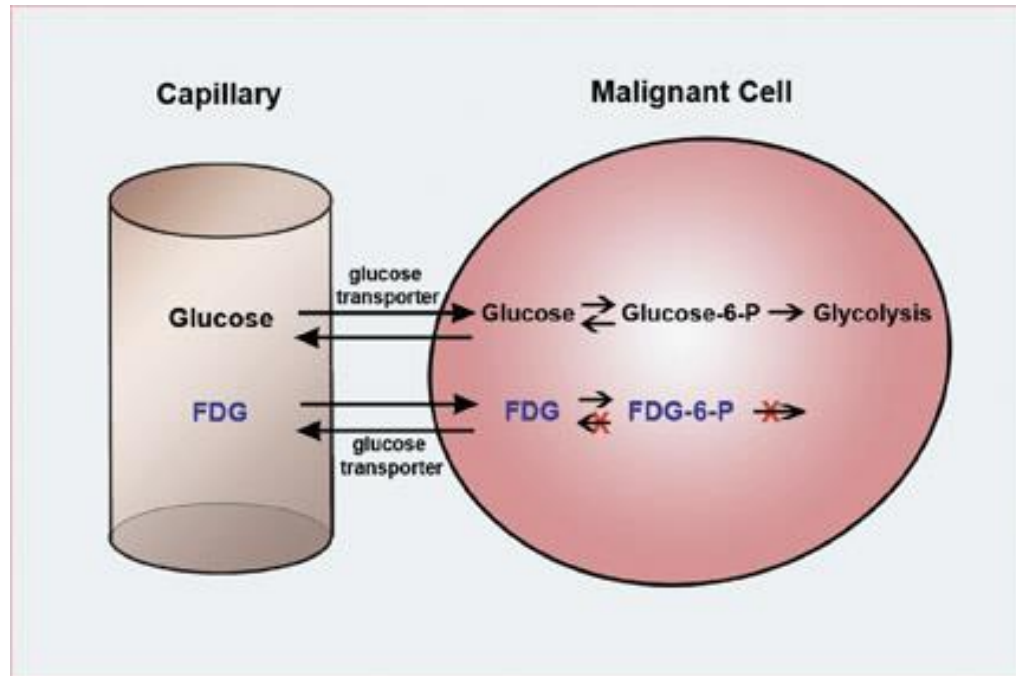 Capillary
Malignant Cell
glucose
transporter
Glucose
Glucose
Glucose-6-P
Glycolysis
FDG
FDG
X
FDG-6-P
X
glucose
transporter